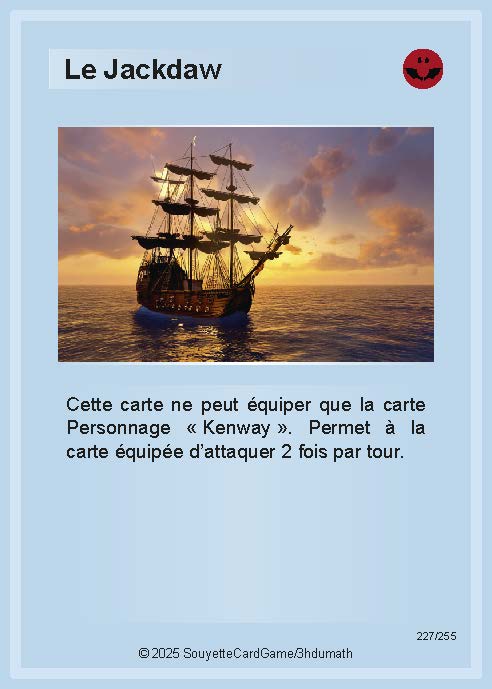 Le Jackdaw
Cette carte ne peut équiper que la carte
Personnage « Kenway ». Permet à la
carte équipée d'attaquer 2 fois par tour.
227/255
© 2025 SouyetteCardGame/3hdumath